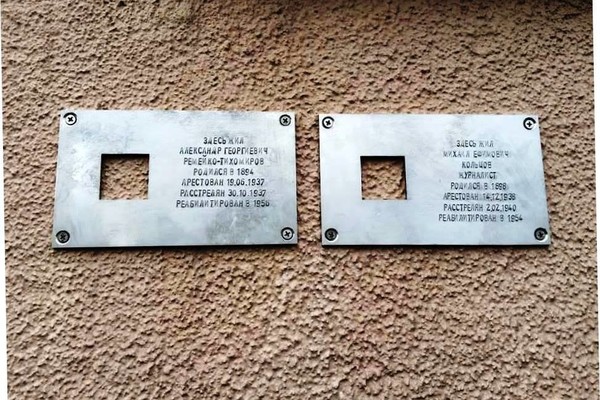 ЗДЕСЬ ЖИЛ
АЛЕКСАНДР ГЕОРГИЕВИЧ
РЕМЕЙКО-ТИХОМИРОВ
РОДИЛСЯ В 1894
АРЕСТОВАН 19.06.1937
РАССТРЕЛЯН 30.10.1937
РЕАБИЛИТИРОВАН В 1956
ЗДЕСЬ ЖИЛ
МИХАИЛ ЕФИМОВИЧ
КОЛЬЦОВ
ЖУРНАЛИСТ
РОДИЛСЯ В 1898
АРЕСТОВАН 14.12.1938
РАССТРЕЛЯН 2.02.1940
РЕАБИЛИТИРОВАН В 1954